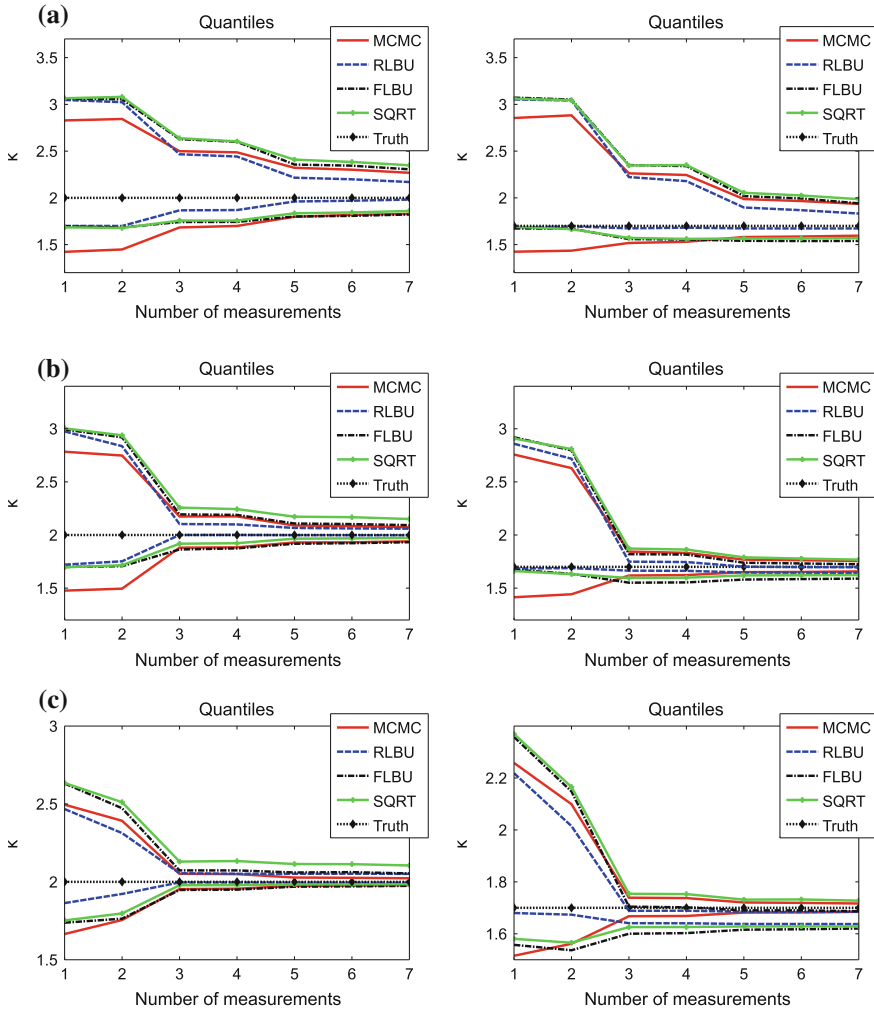 (a)
Quantiles
MCMC
RLBU
FLBU
SQRT
Truth
3.5
3
2.5
2
1.5
κ
1 2 3 4 5 6 7
Number of measurements
Quantiles
MCMC
RLBU
FLBU
SQRT
Truth
3.5
3
2.5
2
1.5
κ
1 2 3 4 5 6 7
Number of measurements
(b)
Quantiles
MCMC
RLBU
FLBU
SQRT
Truth
3
2.5
2
1.5
κ
1 2 3 4 5 6 7
Number of measurements
Quantiles
MCMC
RLBU
FLBU
SQRT
Truth
3
2.5
2
1.5
κ
1 2 3 4 5 6 7
Number of measurements
(c)
Quantiles
MCMC
RLBU
FLBU
SQRT
Truth
3
2.5
2
1.5
κ
1 2 3 4 5 6 7
Number of measurements
Quantiles
MCMC
RLBU
FLBU
SQRT
Truth
2.2
2
1.8
1.6
κ
1 2 3 4 5 6 7
Number of measurements